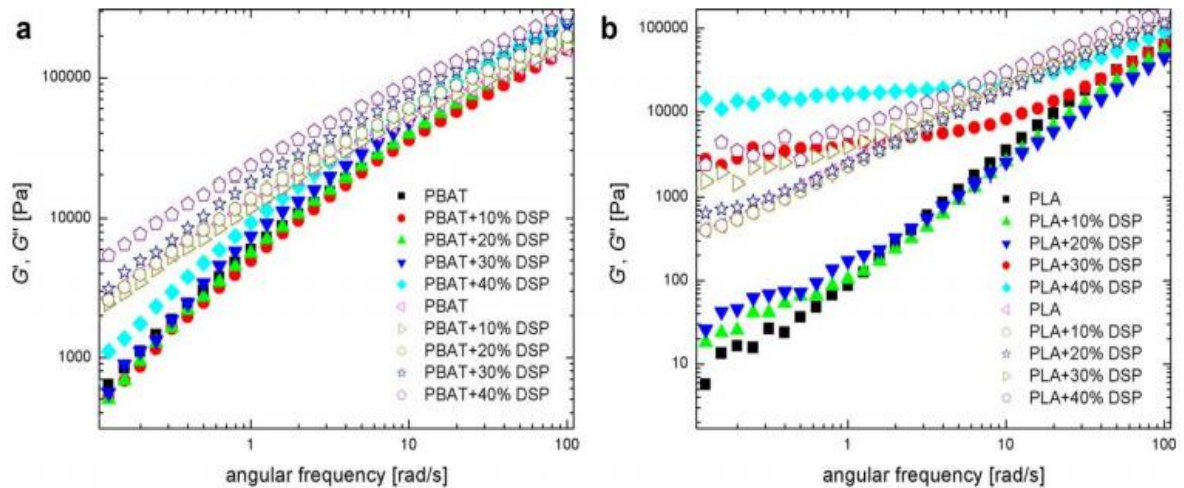 a
G', G'' [Pa]
100000
10000
1000
1
10
100
angular frequency [rad/s]
PBAT
PBAT+10% DSP
PBAT+20% DSP
PBAT+30% DSP
PBAT+40% DSP
PBAT
PBAT+10% DSP
PBAT+20% DSP
PBAT+30% DSP
PBAT+40% DSP
b
G', G'' [Pa]
100000
10000
1000
100
10
1
10
100
angular frequency [rad/s]
PLA
PLA+10% DSP
PLA+20% DSP
PLA+30% DSP
PLA+40% DSP
PLA
PLA+10% DSP
PLA+20% DSP
PLA+30% DSP
PLA+40% DSP